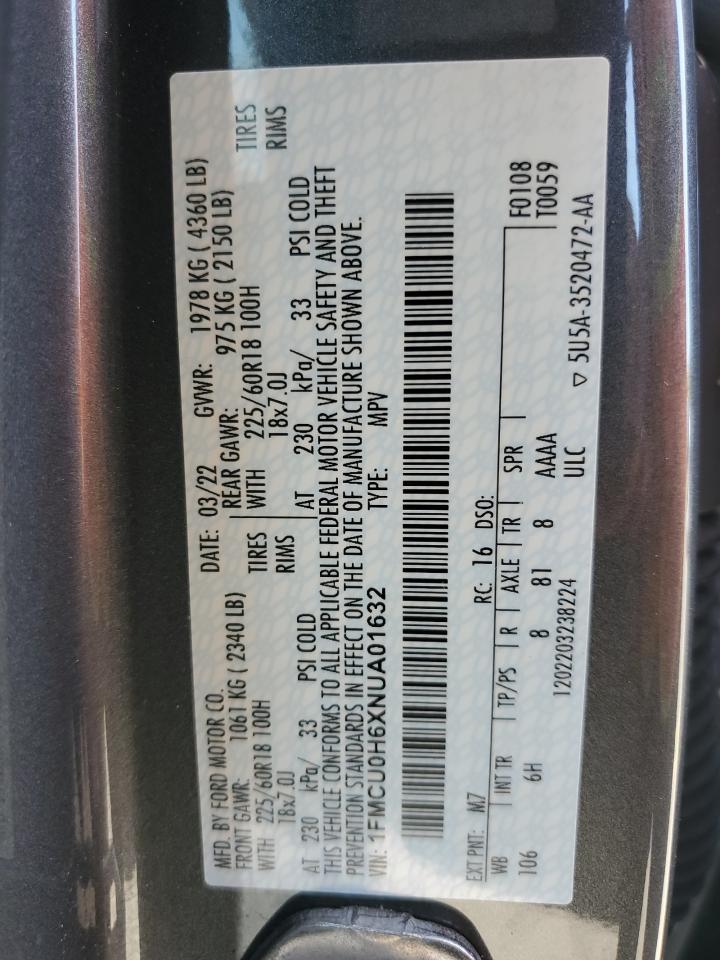 MFD. BY FORD MOTOR CO. DATE: 03/22 GVWR: 1978 KG ( 4360 LB)
FRONT GAWR: 1061 KG ( 2340 LB) REAR GAWR: 975 KG ( 2150 LB)
WITH 225/60R18 100H TIRES WITH 225/60R18 100H TIRES
18x7.0J RIMS 18x7.0J RIMS
AT 230 kPa/ 33 PSI COLD AT 230 kPa/ 33 PSI COLD
THIS VEHICLE CONFORMS TO ALL APPLICABLE FEDERAL MOTOR VEHICLE SAFETY AND THEFT
PREVENTION STANDARDS IN EFFECT ON THE DATE OF MANUFACTURE SHOWN ABOVE.
VIN: 1FMCU0H6XNUA01632 TYPE: MPV
EXT PNT: M7 RC: 16 DSO:
WB INT TR TP/PS R AXLE TR SPR F0108
106 6H 8 81 8 AAAA T0059
1202203238224 ULC
▽ 5U5A-3520472-AA